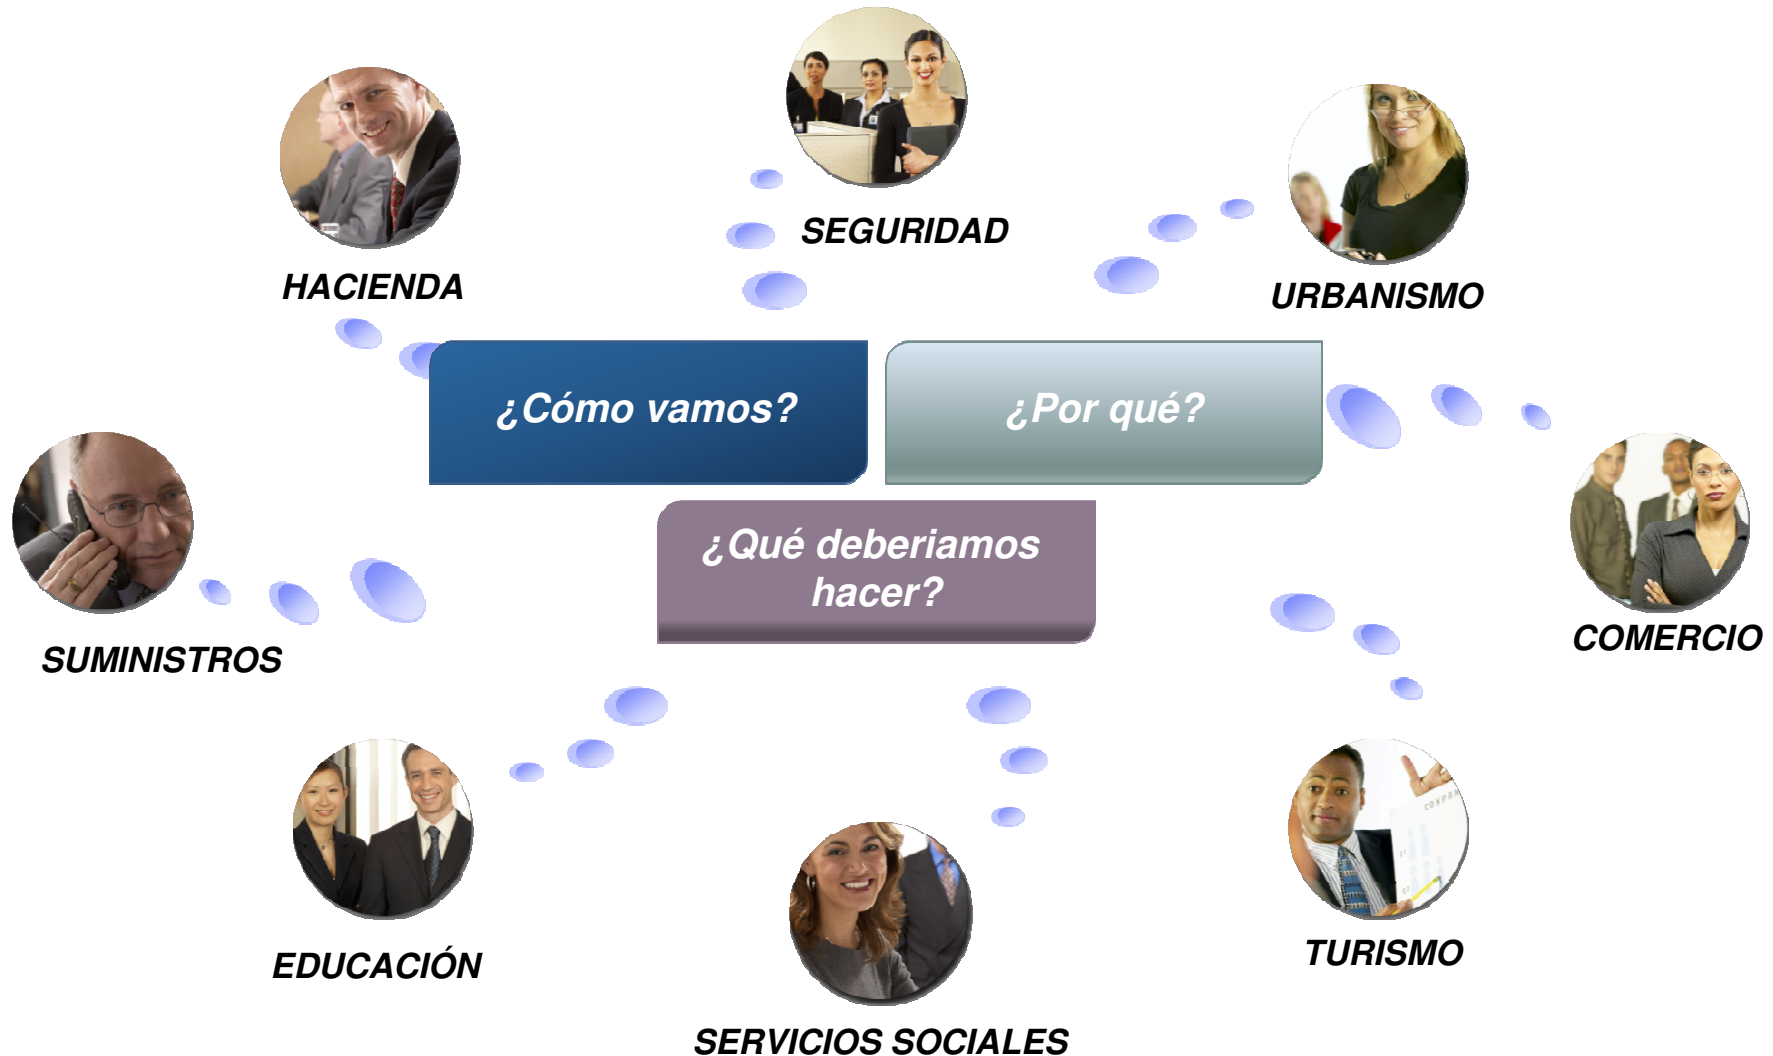 SEGURIDAD
HACIENDA
URBANISMO
¿Cómo vamos?
¿Por qué?
¿Qué deberiamos
hacer?
COMERCIO
SUMINISTROS
TURISMO
EDUCACIÓN
SERVICIOS SOCIALES